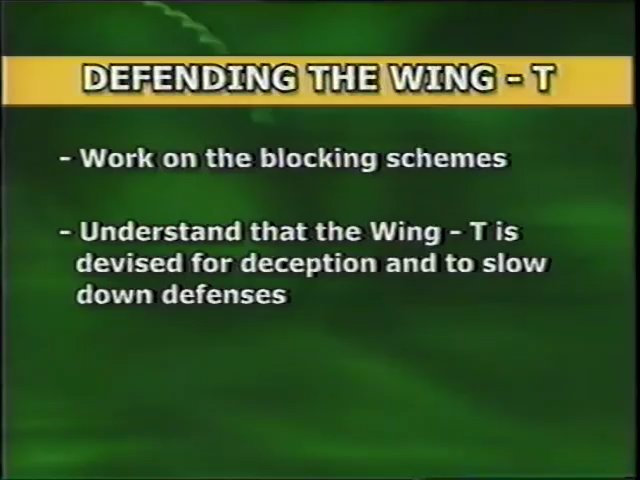 DEFENDING THE WING - T
- Work on the blocking schemes
- Understand that the Wing - T is
devised for deception and to slow
down defenses